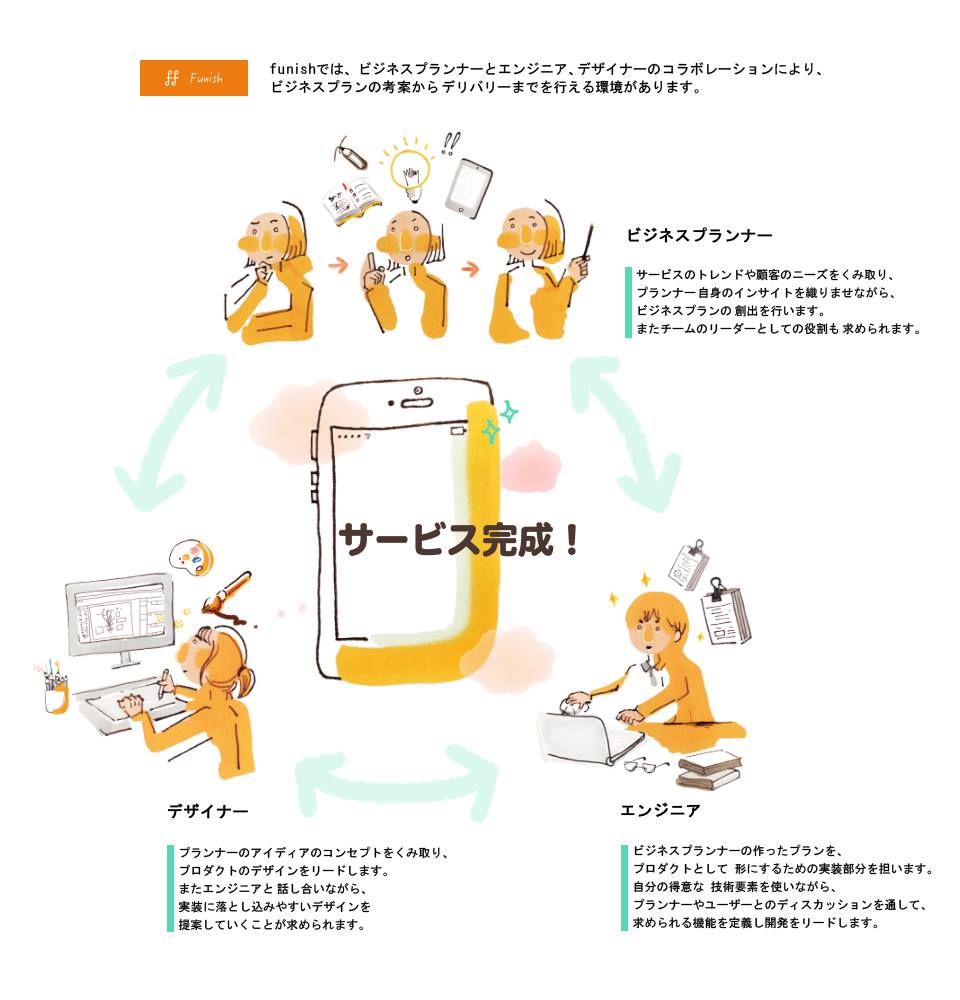 Funish
funishでは、ビジネスプランナーとエンジニア、デザイナーのコラボレーションにより、
ビジネスプランの考案からデリバリーまでを行える環境があります。
ビジネスプランナー
サービスのトレンドや顧客のニーズをくみ取り、
プランナー自身のインサイトを織りませながら、
ビジネスプランの創出を行います。
またチームのリーダーとしての役割も求められます。
サービス完成！
デザイナー
プランナーのアイディアのコンセプトをくみ取り、
プロダクトのデザインをリードします。
またエンジニアと話し合いながら、
実装に落とし込みやすいデザインを
提案していくことが求められます。
エンジニア
ビジネスプランナーの作ったプランを、
プロダクトとして 形にするための実装部分を担います。
自分の得意な 技術要素を使いながら、
プランナーやユーザーとのディスカッションを通して、
求められる機能を定義し開発をリードします。